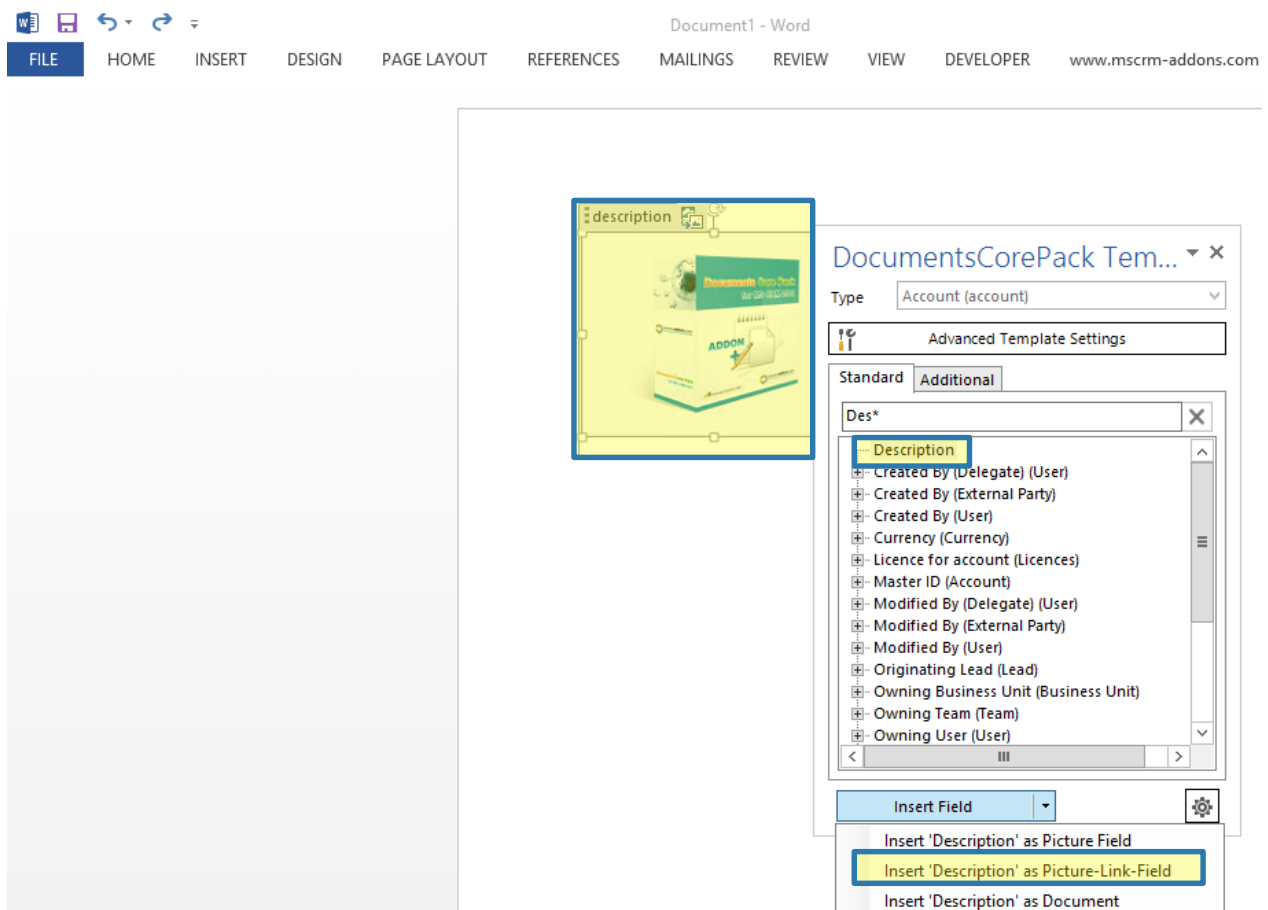 Document1 - Word
FILE HOME INSERT DESIGN PAGE LAYOUT REFERENCES MAILINGS REVIEW VIEW DEVELOPER www.mscrm-addons.com
description
Documents Core Pack
ADDON
DocumentsCorePack Tem...
Type Account (account)
Advanced Template Settings
Standard Additional
Des*
Description
Created By (Delegate) (User)
Created By (External Party)
Created By (User)
Currency (Currency)
Licence for account (Licences)
Master ID (Account)
Modified By (Delegate) (User)
Modified By (External Party)
Modified By (User)
Originating Lead (Lead)
Owning Business Unit (Business Unit)
Owning Team (Team)
Owning User (User)
Insert Field
Insert 'Description' as Picture Field
Insert 'Description' as Picture-Link-Field
Insert 'Description' as Document